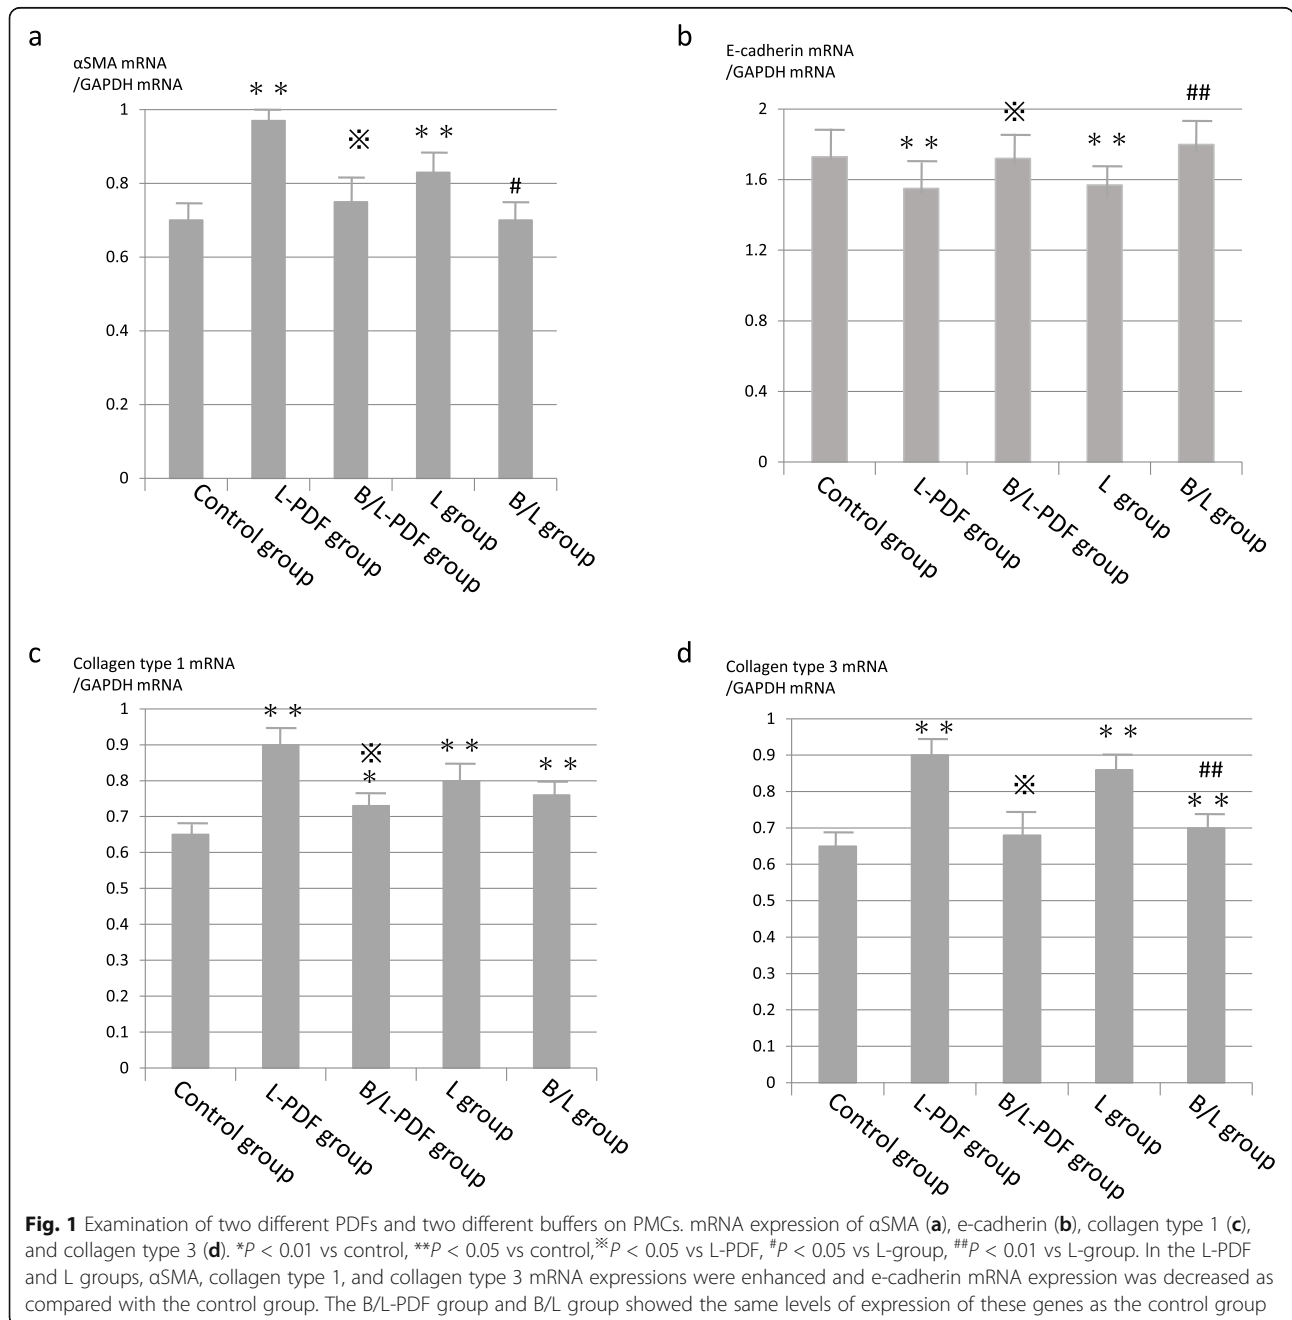 a
αSMA mRNA
/GAPDH mRNA
1
0.8
0.6
0.4
0.2
0
* *
※
* *
#
Control group
L-PDF group
B/L-PDF group
L group
B/L group
b
E-cadherin mRNA
/GAPDH mRNA
2
1.6
1.2
0.8
0.4
0
* *
※
* *
##
Control group
L-PDF group
B/L-PDF group
L group
B/L group
c
Collagen type 1 mRNA
/GAPDH mRNA
1
0.9
0.8
0.7
0.6
0.5
0.4
0.3
0.2
0.1
0
* *
※
*
* *
* *
Control group
L-PDF group
B/L-PDF group
L group
B/L group
d
Collagen type 3 mRNA
/GAPDH mRNA
1
0.9
0.8
0.7
0.6
0.5
0.4
0.3
0.2
0.1
0
* *
※
* *
##
* *
Control group
L-PDF group
B/L-PDF group
L group
B/L group
Fig. 1 Examination of two different PDFs and two different buffers on PMCs. mRNA expression of αSMA (a), e-cadherin (b), collagen type 1 (c),
and collagen type 3 (d). *P < 0.01 vs control, **P < 0.05 vs control,※P < 0.05 vs L-PDF, #P < 0.05 vs L-group, ##P < 0.01 vs L-group. In the L-PDF
and L groups, αSMA, collagen type 1, and collagen type 3 mRNA expressions were enhanced and e-cadherin mRNA expression was decreased as
compared with the control group. The B/L-PDF group and B/L group showed the same levels of expression of these genes as the control group